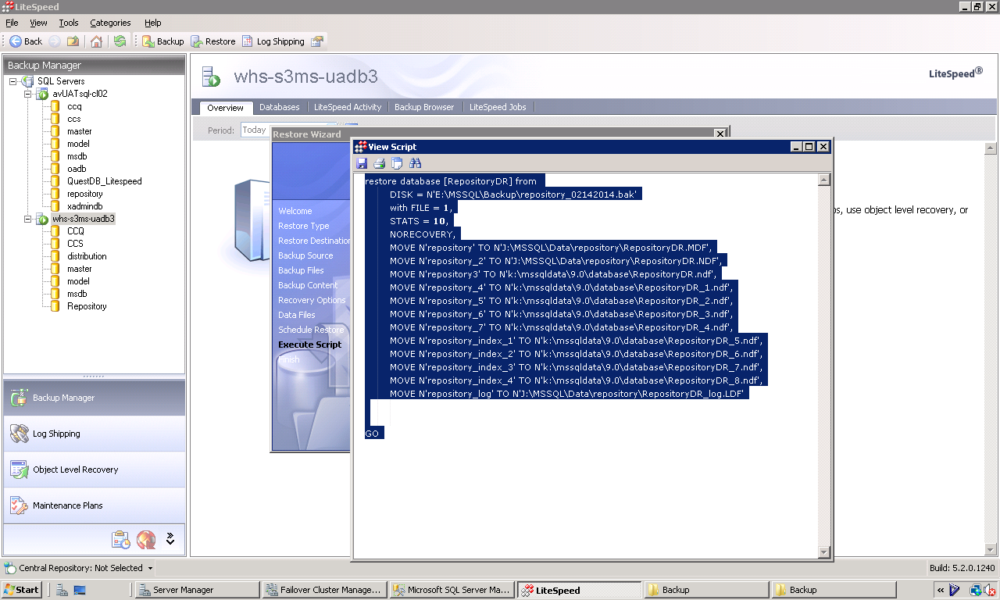 LiteSpeed
File View Tools Categories Help
Back Backup Restore Log Shipping
Backup Manager
SQL Servers
avUATsql-cl02
ccq
ccs
master
model
msdb
oadb
QuestDB_Litespeed
repository
xadmindb
whs-s3ms-uadb3
CCQ
CCS
distribution
master
model
msdb
Repository
Backup Manager
Log Shipping
Object Level Recovery
Maintenance Plans
whs-s3ms-uadb3
LiteSpeed®
Overview Databases LiteSpeed Activity Backup Browser LiteSpeed Jobs
Period: Today
use object level recovery, or
Restore Wizard
Welcome
Restore Type
Restore Destination
Backup Source
Backup Files
Backup Content
Recovery Options
Data Files
Schedule Restore
Execute Script
Finish
View Script
restore database [RepositoryDR] from
DISK = N'E:\MSSQL\Backup\repository_02142014.bak'
with FILE = 1,
STATS = 10,
NORECOVERY,
MOVE N'repository' TO N'J:\MSSQL\Data\repository\RepositoryDR.MDF',
MOVE N'repository_2' TO N'J:\MSSQL\Data\repository\RepositoryDR.NDF',
MOVE N'repository3' TO N'k:\mssqldata\9.0\database\RepositoryDR.ndf',
MOVE N'repository_4' TO N'k:\mssqldata\9.0\database\RepositoryDR_1.ndf',
MOVE N'repository_5' TO N'k:\mssqldata\9.0\database\RepositoryDR_2.ndf',
MOVE N'repository_6' TO N'k:\mssqldata\9.0\database\RepositoryDR_3.ndf',
MOVE N'repository_7' TO N'k:\mssqldata\9.0\database\RepositoryDR_4.ndf',
MOVE N'repository_index_1' TO N'k:\mssqldata\9.0\database\RepositoryDR_5.ndf',
MOVE N'repository_index_2' TO N'k:\mssqldata\9.0\database\RepositoryDR_6.ndf',
MOVE N'repository_index_3' TO N'k:\mssqldata\9.0\database\RepositoryDR_7.ndf',
MOVE N'repository_index_4' TO N'k:\mssqldata\9.0\database\RepositoryDR_8.ndf',
MOVE N'repository_log' TO N'J:\MSSQL\Data\repository\RepositoryDR_log.LDF'
GO
Central Repository: Not Selected
Build: 5.2.0.1240
Start Server Manager Failover Cluster Manage... Microsoft SQL Server Ma... LiteSpeed Backup Backup